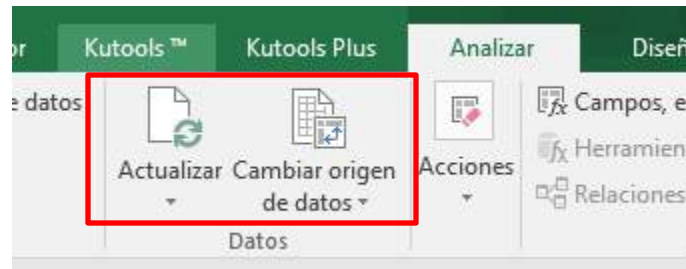 or Kutools ™ Kutools Plus Analizar Diseñ
e datos
Actualizar
Cambiar origen
de datos
Datos
Acciones
Campos, e
Herramien
Relaciones